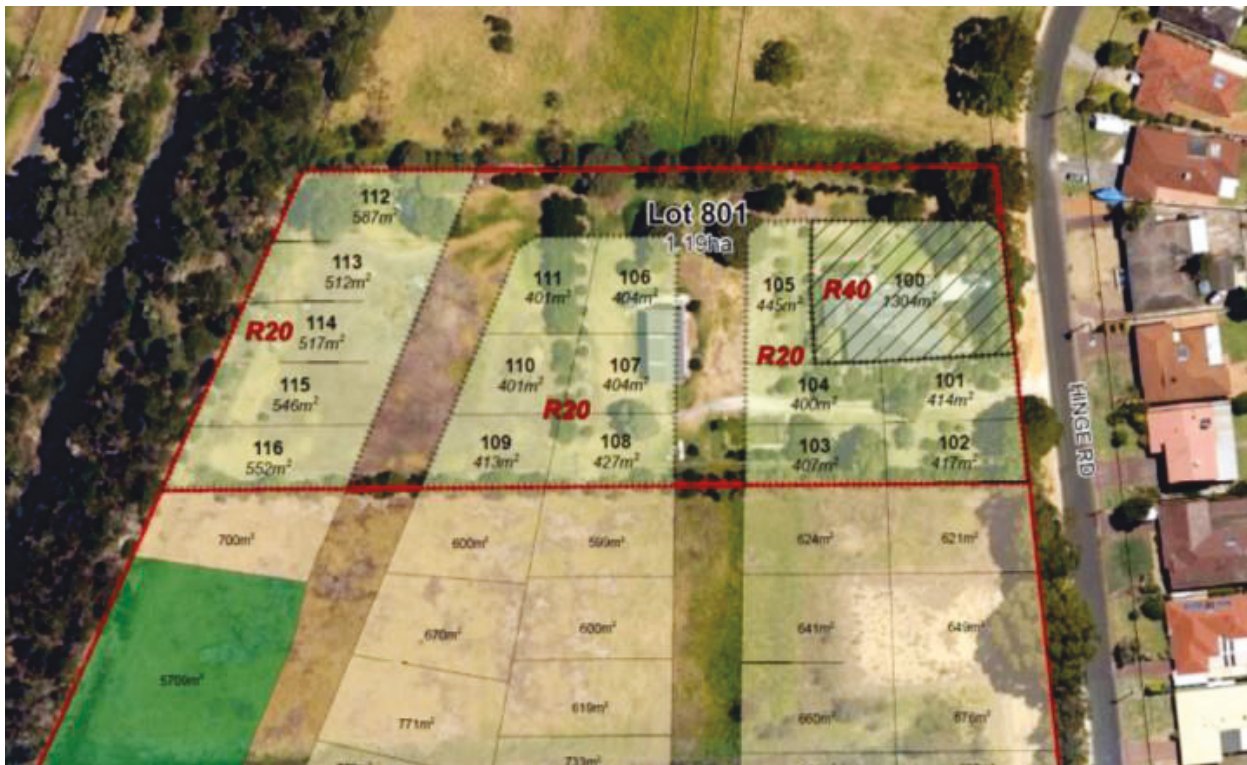 112
587m²
Lot 801
1.19ha
113
512m²
111
401m²
106
404m²
105
445m²
R40
100
1304m²
R20
114
517m²
R20
115
546m²
110
401m²
107
404m²
R20
104
400m²
101
414m²
116
552m²
109
413m²
108
427m²
103
407m²
102
417m²
HINGE RD
700m²
600m²
599m²
624m²
621m²
670m²
600m²
641m²
649m²
5709m²
771m²
619m²
660m²
676m²
733m²